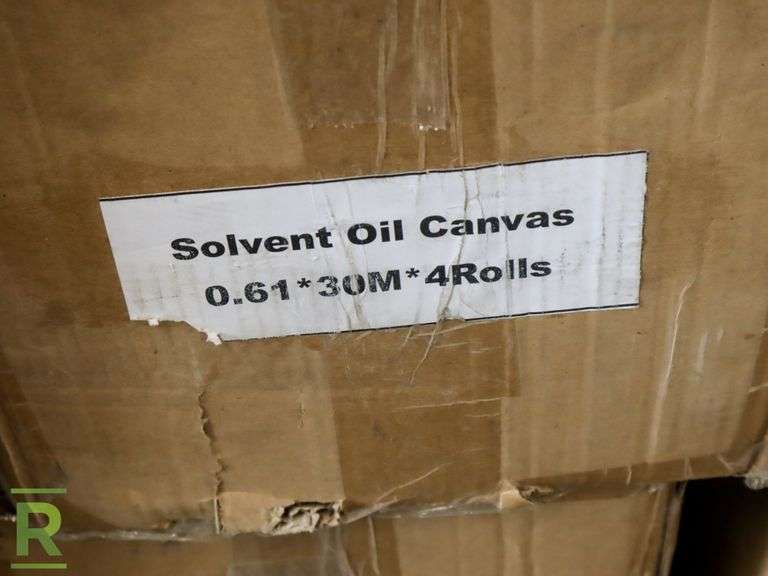 Solvent Oil Canvas
0.61*30M*4Rolls
R